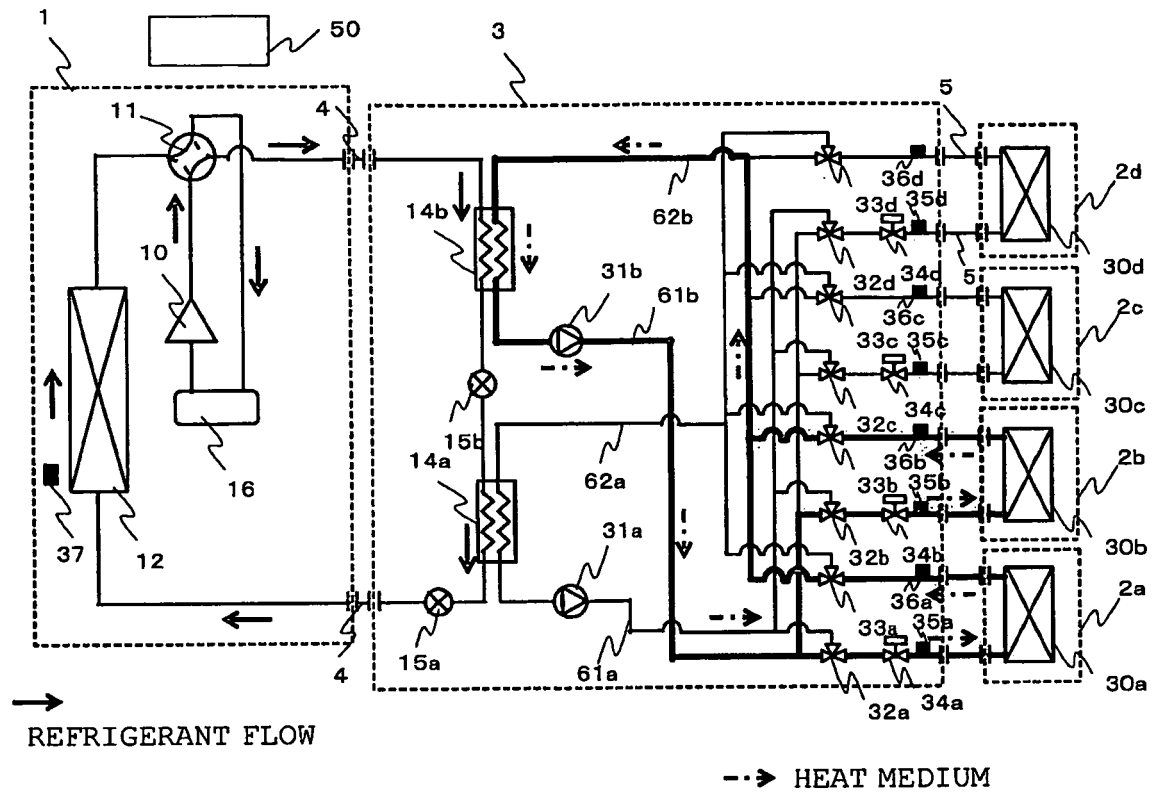 1
50
3
11
4
5
14b
62b
36d
35d
2d
33d
10
31b
61b
34d
5
30d
32d
36c
2c
33c
35c
15b
34c
30c
14a
32c
36b
2b
62a
33b
35b
16
37
12
31a
32b
34b
30b
36a
2a
33a
35a
15a
4
61a
32a
34a
30a
REFRIGERANT FLOW
HEAT MEDIUM